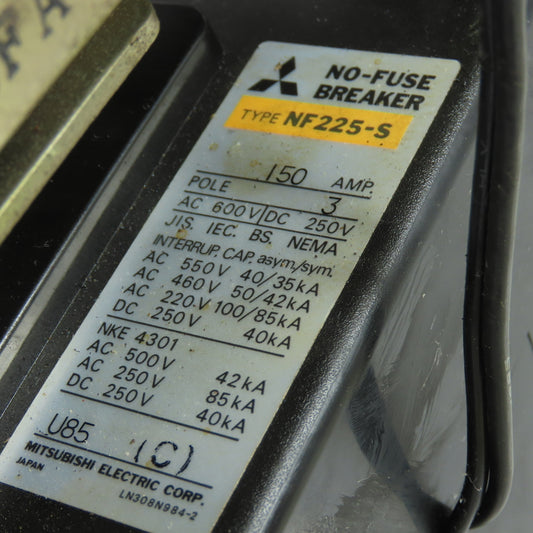 NO-FUSE
BREAKER
TYPE NF225-S
150 AMP.
POLE 3
AC 600V DC 250V
JIS. IEC. BS. NEMA
INTERRUP. CAP. asym./sym.
AC 550V 40/35kA
AC 460V 50/42kA
AC 220V 100/85kA
DC 250V 40kA
NKE 4301
AC 500V 42kA
AC 250V 85kA
DC 250V 40kA
U85 (C)
MITSUBISHI ELECTRIC CORP.
JAPAN
LN308N984-2